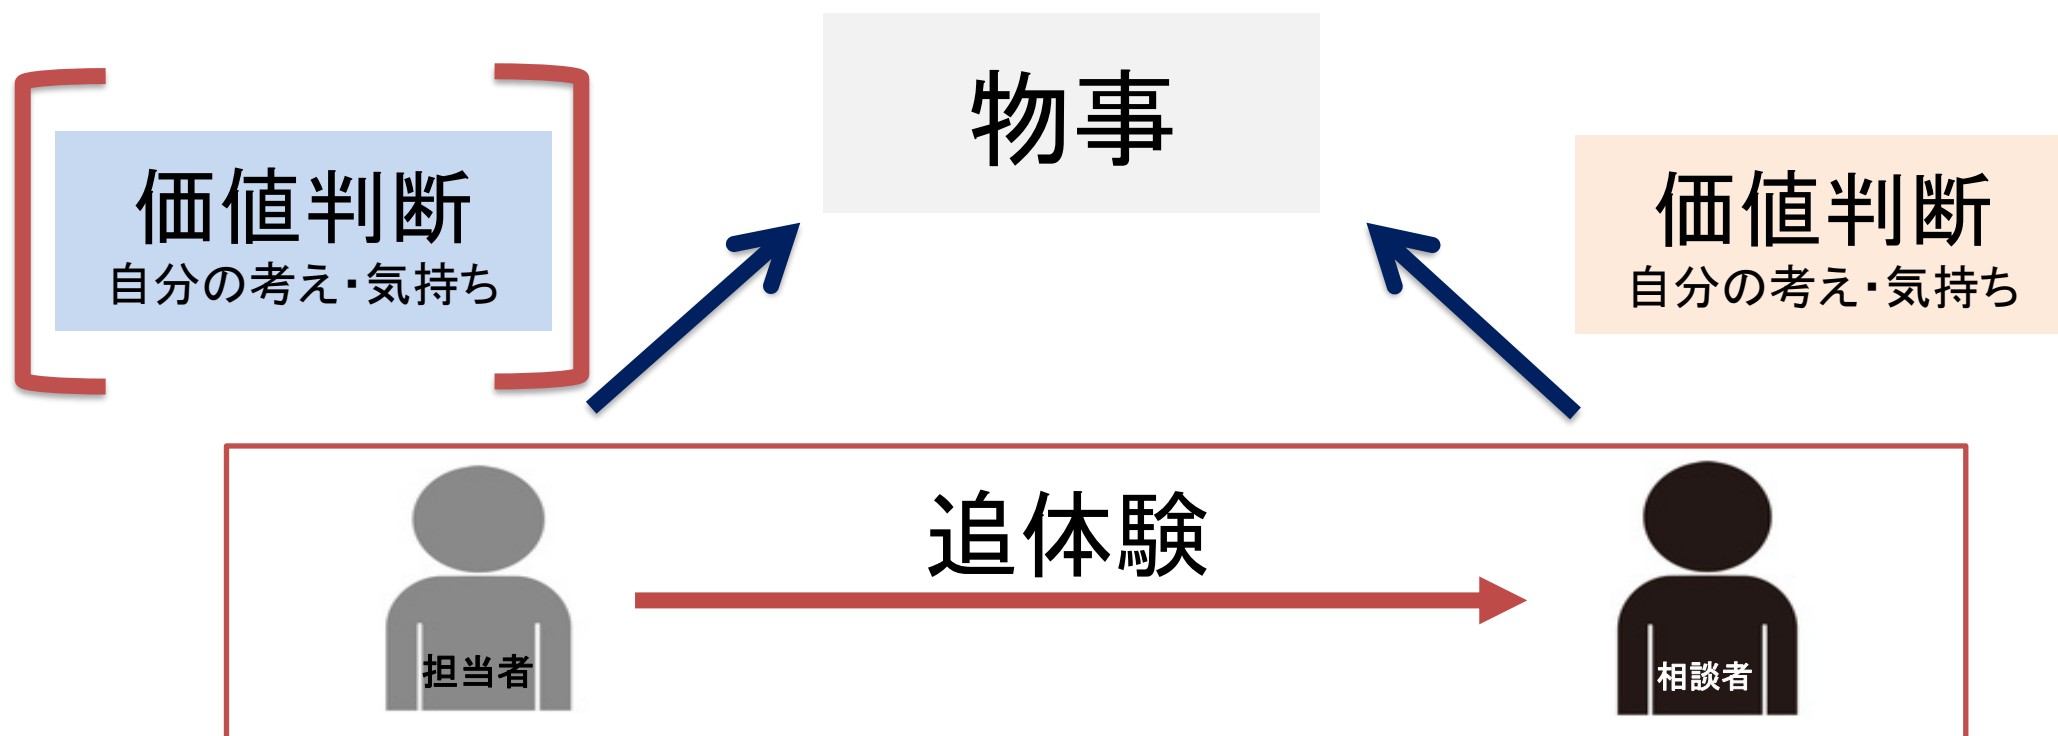 物事
価値判断
自分の考え・気持ち
価値判断
自分の考え・気持ち
追体験
担当者
相談者